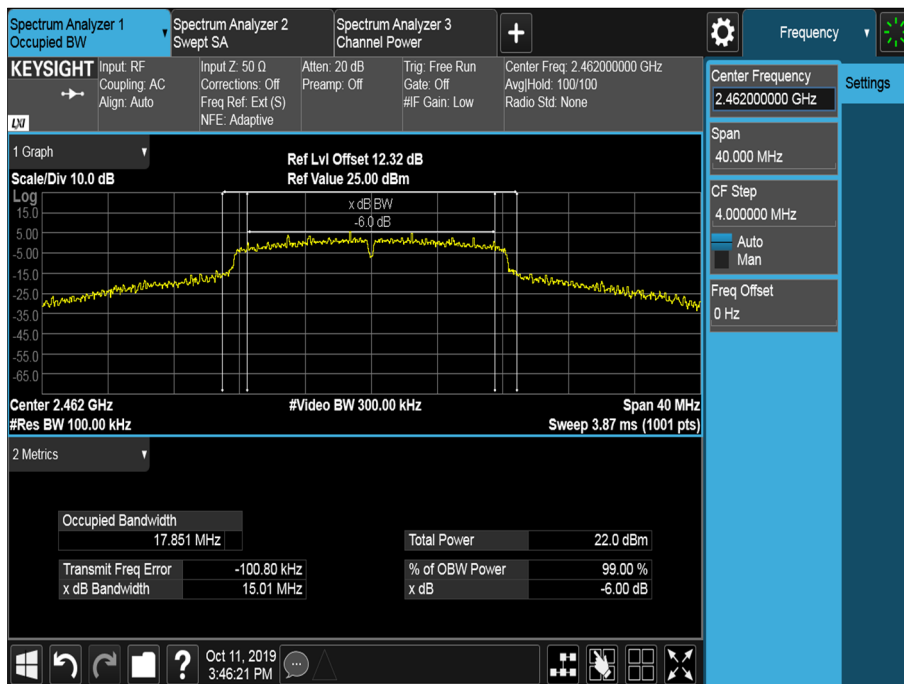 Spectrum Analyzer 1
Occupied BW
Spectrum Analyzer 2
Swept SA
Spectrum Analyzer 3
Channel Power
+
Frequency
KEYSIGHT
LXI
Input: RF
Coupling: AC
Align: Auto
Input Z: 50 Ω
Corrections: Off
Freq Ref: Ext (S)
NFE: Adaptive
Atten: 20 dB
Preamp: Off
Trig: Free Run
Gate: Off
#IF Gain: Low
Center Freq: 2.462000000 GHz
Avg|Hold: 100/100
Radio Std: None
Center Frequency
2.462000000 GHz
Settings
Span
40.000 MHz
CF Step
4.000000 MHz
Auto
Man
Freq Offset
0 Hz
1 Graph
Scale/Div 10.0 dB
Ref Lvl Offset 12.32 dB
Ref Value 25.00 dBm
Log
x dB BW
-6.0 dB
15.0
5.00
-5.00
-15.0
-25.0
-35.0
-45.0
-55.0
-65.0
Center 2.462 GHz
#Video BW 300.00 kHz
Span 40 MHz
#Res BW 100.00 kHz
Sweep 3.87 ms (1001 pts)
2 Metrics
Occupied Bandwidth
17.851 MHz
Total Power 22.0 dBm
Transmit Freq Error -100.80 kHz
% of OBW Power 99.00 %
x dB Bandwidth 15.01 MHz
x dB -6.00 dB
?
Oct 11, 2019
3:46:21 PM